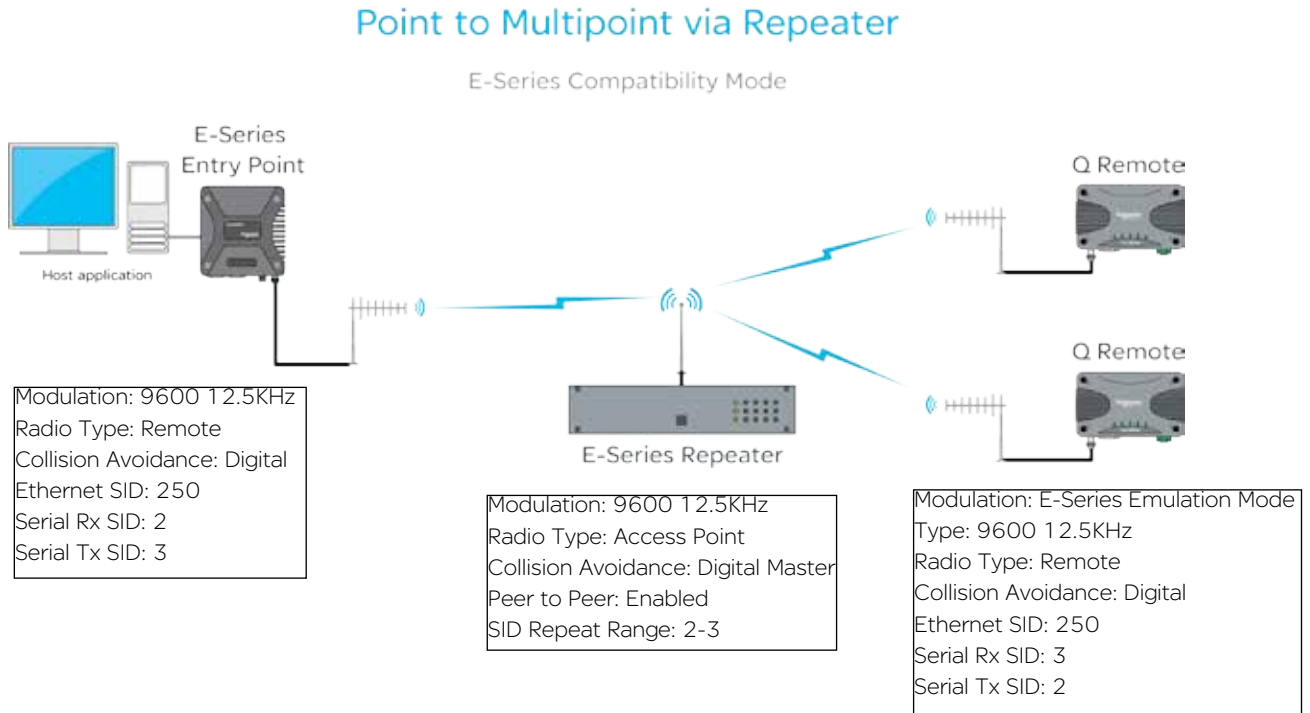 Point to Multipoint via Repeater
E-Series Compatibility Mode
E-Series
Entry Point
Host application
Q Remote
Q Remote
E-Series Repeater
Modulation: 9600 12.5KHz
Radio Type: Remote
Collision Avoidance: Digital
Ethernet SID: 250
Serial Rx SID: 2
Serial Tx SID: 3
Modulation: 9600 12.5KHz
Radio Type: Access Point
Collision Avoidance: Digital Master
Peer to Peer: Enabled
SID Repeat Range: 2-3
Modulation: E-Series Emulation Mode
Type: 9600 12.5KHz
Radio Type: Remote
Collision Avoidance: Digital
Ethernet SID: 250
Serial Rx SID: 3
Serial Tx SID: 2